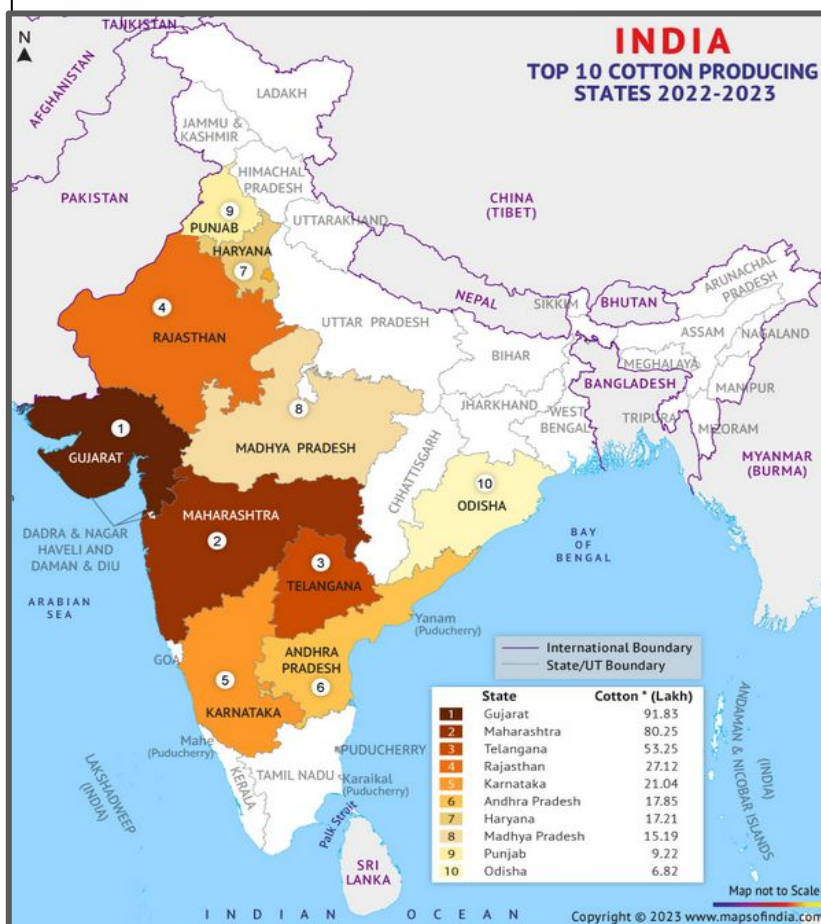 INDIA
TOP 10 COTTON PRODUCING
STATES 2022-2023
N
TAJIKISTAN
AFGHANISTAN
LADAKH
JAMMU &
KASHMIR
HIMACHAL
PRADESH
PAKISTAN
CHINA
(TIBET)
9
PUNJAB
UTTARAKHAND
HARYANA
7
ARUNACHAL
PRADESH
4
RAJASTHAN
NEPAL
SIKKIM
BHUTAN
UTTAR PRADESH
ASSAM
NAGALAND
BIHAR
MEGHALAYA
BANGLADESH
MANIPUR
8
MADHYA PRADESH
JHARKHAND
WEST
BENGAL
TRIPURA
MIZORAM
1
GUJARAT
MYANMAR
(BURMA)
CHHATTISGARH
10
ODISHA
DADRA & NAGAR
HAVELI AND
DAMAN & DIU
MAHARASHTRA
2
BAY
OF
BENGAL
3
TELANGANA
ARABIAN
SEA
Yanam
(Puducherry)
GOA
ANDHRA
PRADESH
6
5
KARNATAKA
International Boundary
State/UT Boundary
Mahe
(Puducherry)
PUDUCHERRY
TAMIL NADU
Karaikal
(Puducherry)
KERALA
LAKSHADWEEP
(INDIA)
Palk Strait
SRI
LANKA
ANDAMAN & NICOBAR ISLANDS
(INDIA)
State Cotton * (Lakh)
1 Gujarat 91.83
2 Maharashtra 80.25
3 Telangana 53.25
4 Rajasthan 27.12
5 Karnataka 21.04
6 Andhra Pradesh 17.85
7 Haryana 17.21
8 Madhya Pradesh 15.19
9 Punjab 9.22
10 Odisha 6.82
Map not to Scale
INDIAN OCEAN
Copyright © 2023 www.mapsofindia.com